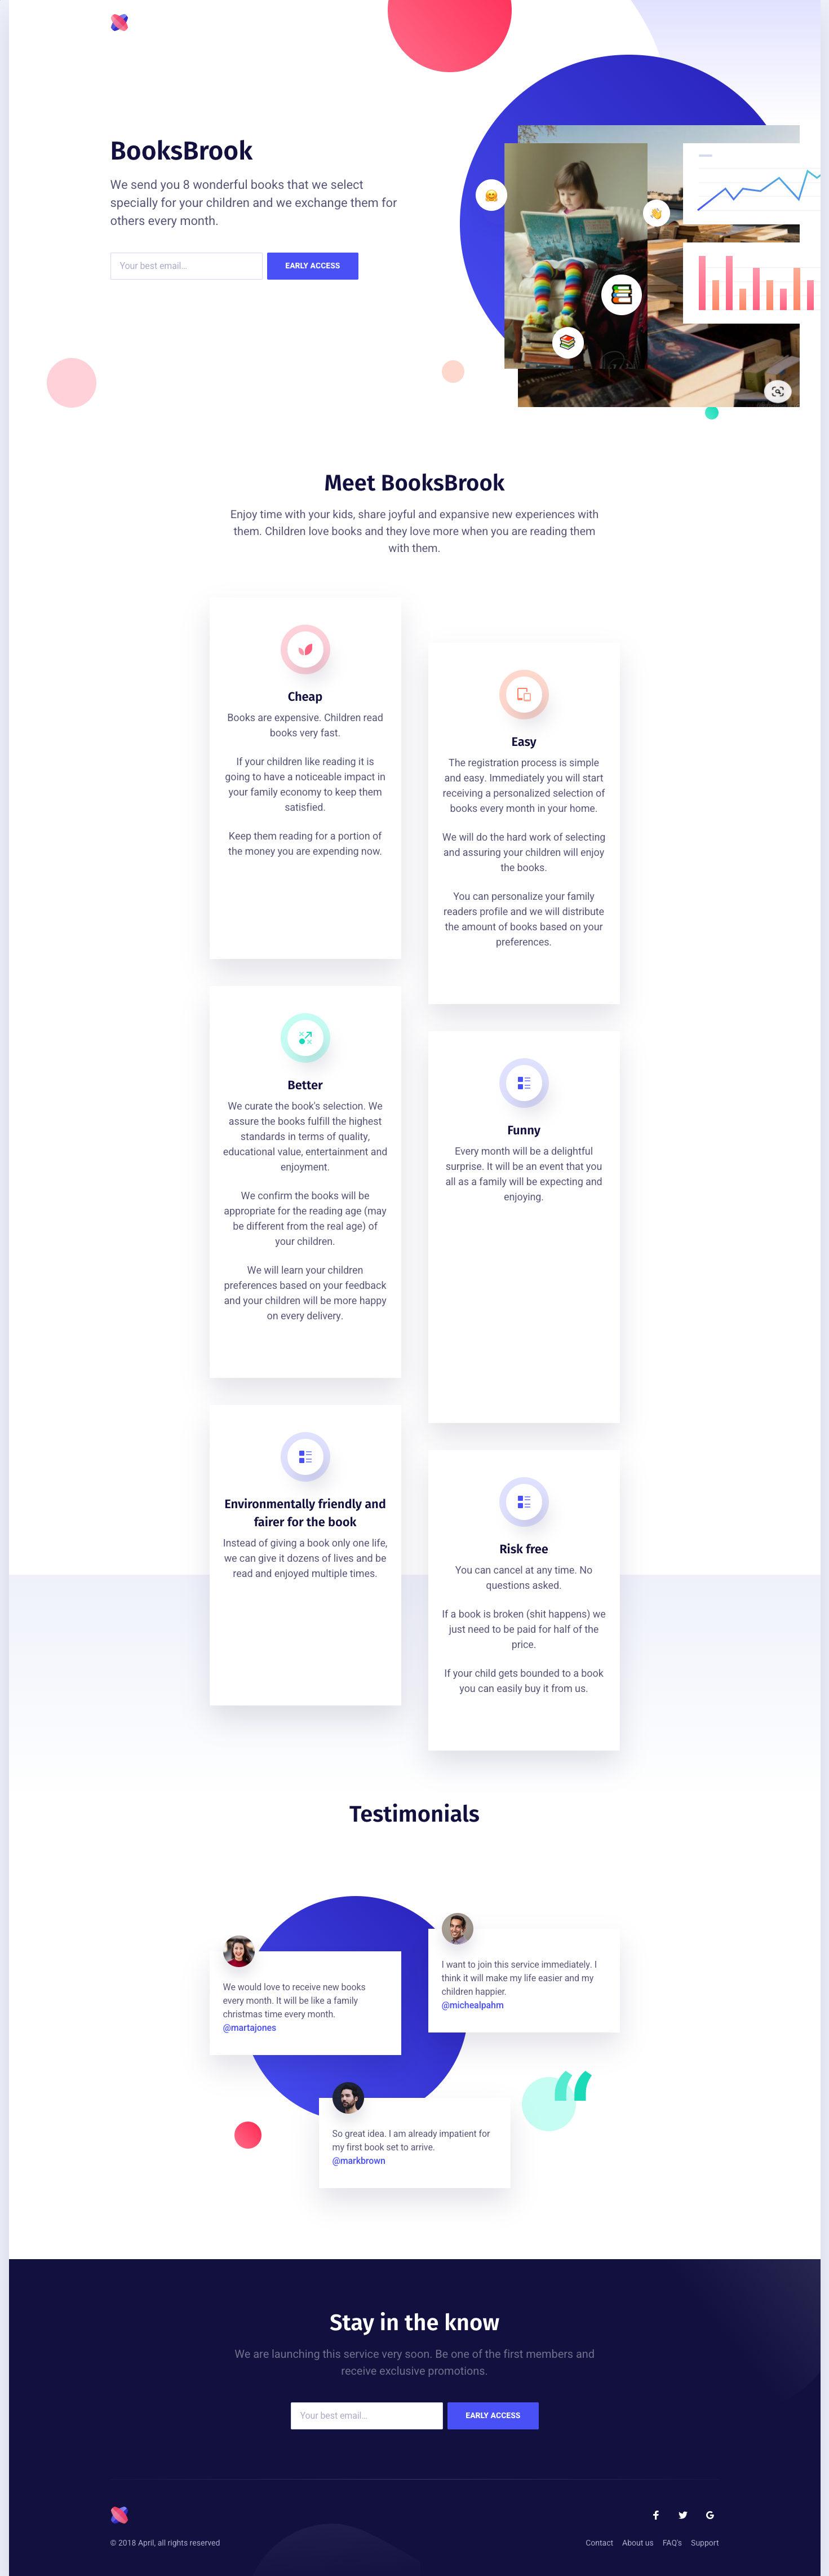 BooksBrook
We send you 8 wonderful books that we select
specially for your children and we exchange them for
others every month.
Your best email...
EARLY ACCESS
Meet BooksBrook
Enjoy time with your kids, share joyful and expansive new experiences with
them. Children love books and they love more when you are reading them
with them.
Cheap
Books are expensive. Children read
books very fast.
If your children like reading it is
going to have a noticeable impact in
your family economy to keep them
satisfied.
Keep them reading for a portion of
the money you are expending now.
Easy
The registration process is simple
and easy. Immediately you will start
receiving a personalized selection of
books every month in your home.
We will do the hard work of selecting
and assuring your children will enjoy
the books.
You can personalize your family
readers profile and we will distribute
the amount of books based on your
preferences.
Better
We curate the book's selection. We
assure the books fulfill the highest
standards in terms of quality,
educational value, entertainment and
enjoyment.
We confirm the books will be
appropriate for the reading age (may
be different from the real age) of
your children.
We will learn your children
preferences based on your feedback
and your children will be more happy
on every delivery.
Funny
Every month will be a delightful
surprise. It will be an event that you
all as a family will be expecting and
enjoying.
Environmentally friendly and
fairer for the book
Instead of giving a book only one life,
we can give it dozens of lives and be
read and enjoyed multiple times.
Risk free
You can cancel at any time. No
questions asked.
If a book is broken (shit happens) we
just need to be paid for half of the
price.
If your child gets bounded to a book
you can easily buy it from us.
Testimonials
We would love to receive new books
every month. It will be like a family
christmas time every month.
@martajones
I want to join this service immediately. I
think it will make my life easier and my
children happier.
@michealpahm
So great idea. I am already impatient for
my first book set to arrive.
@markbrown
Stay in the know
We are launching this service very soon. Be one of the first members and
receive exclusive promotions.
Your best email...
EARLY ACCESS
© 2018 April, all rights reserved
Contact About us FAQ's Support